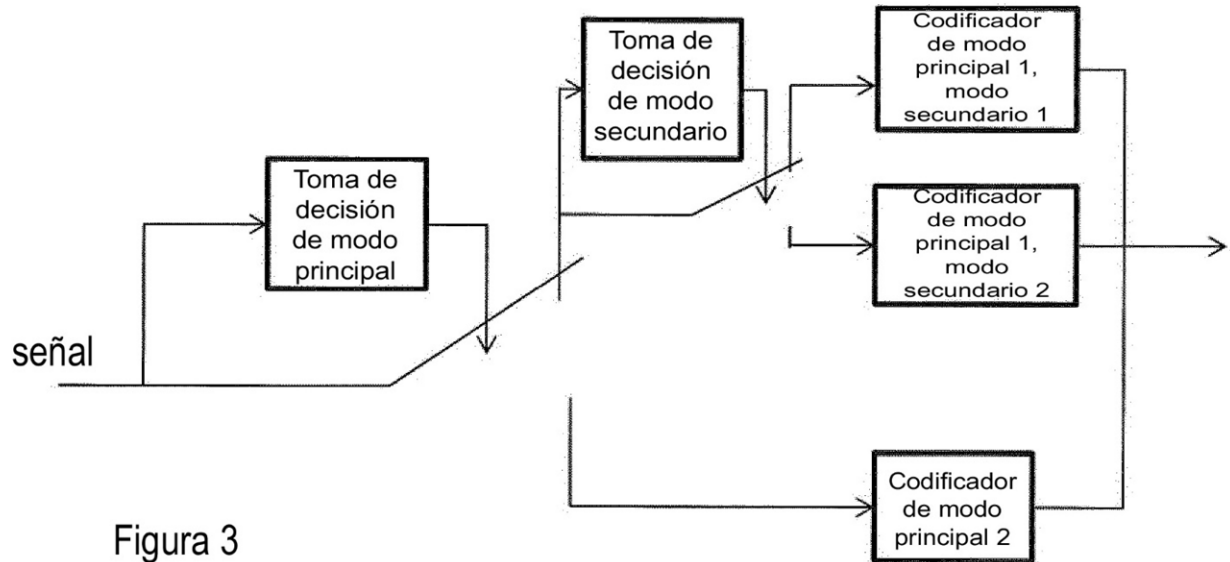 Toma de
decisión
de modo
secundario
Codificador
de modo
principal 1,
modo
secundario 1
Toma de
decisión
de modo
principal
Codificador
de modo
principal 1,
modo
secundario 2
señal
Codificador
de modo
principal 2
Figura 3